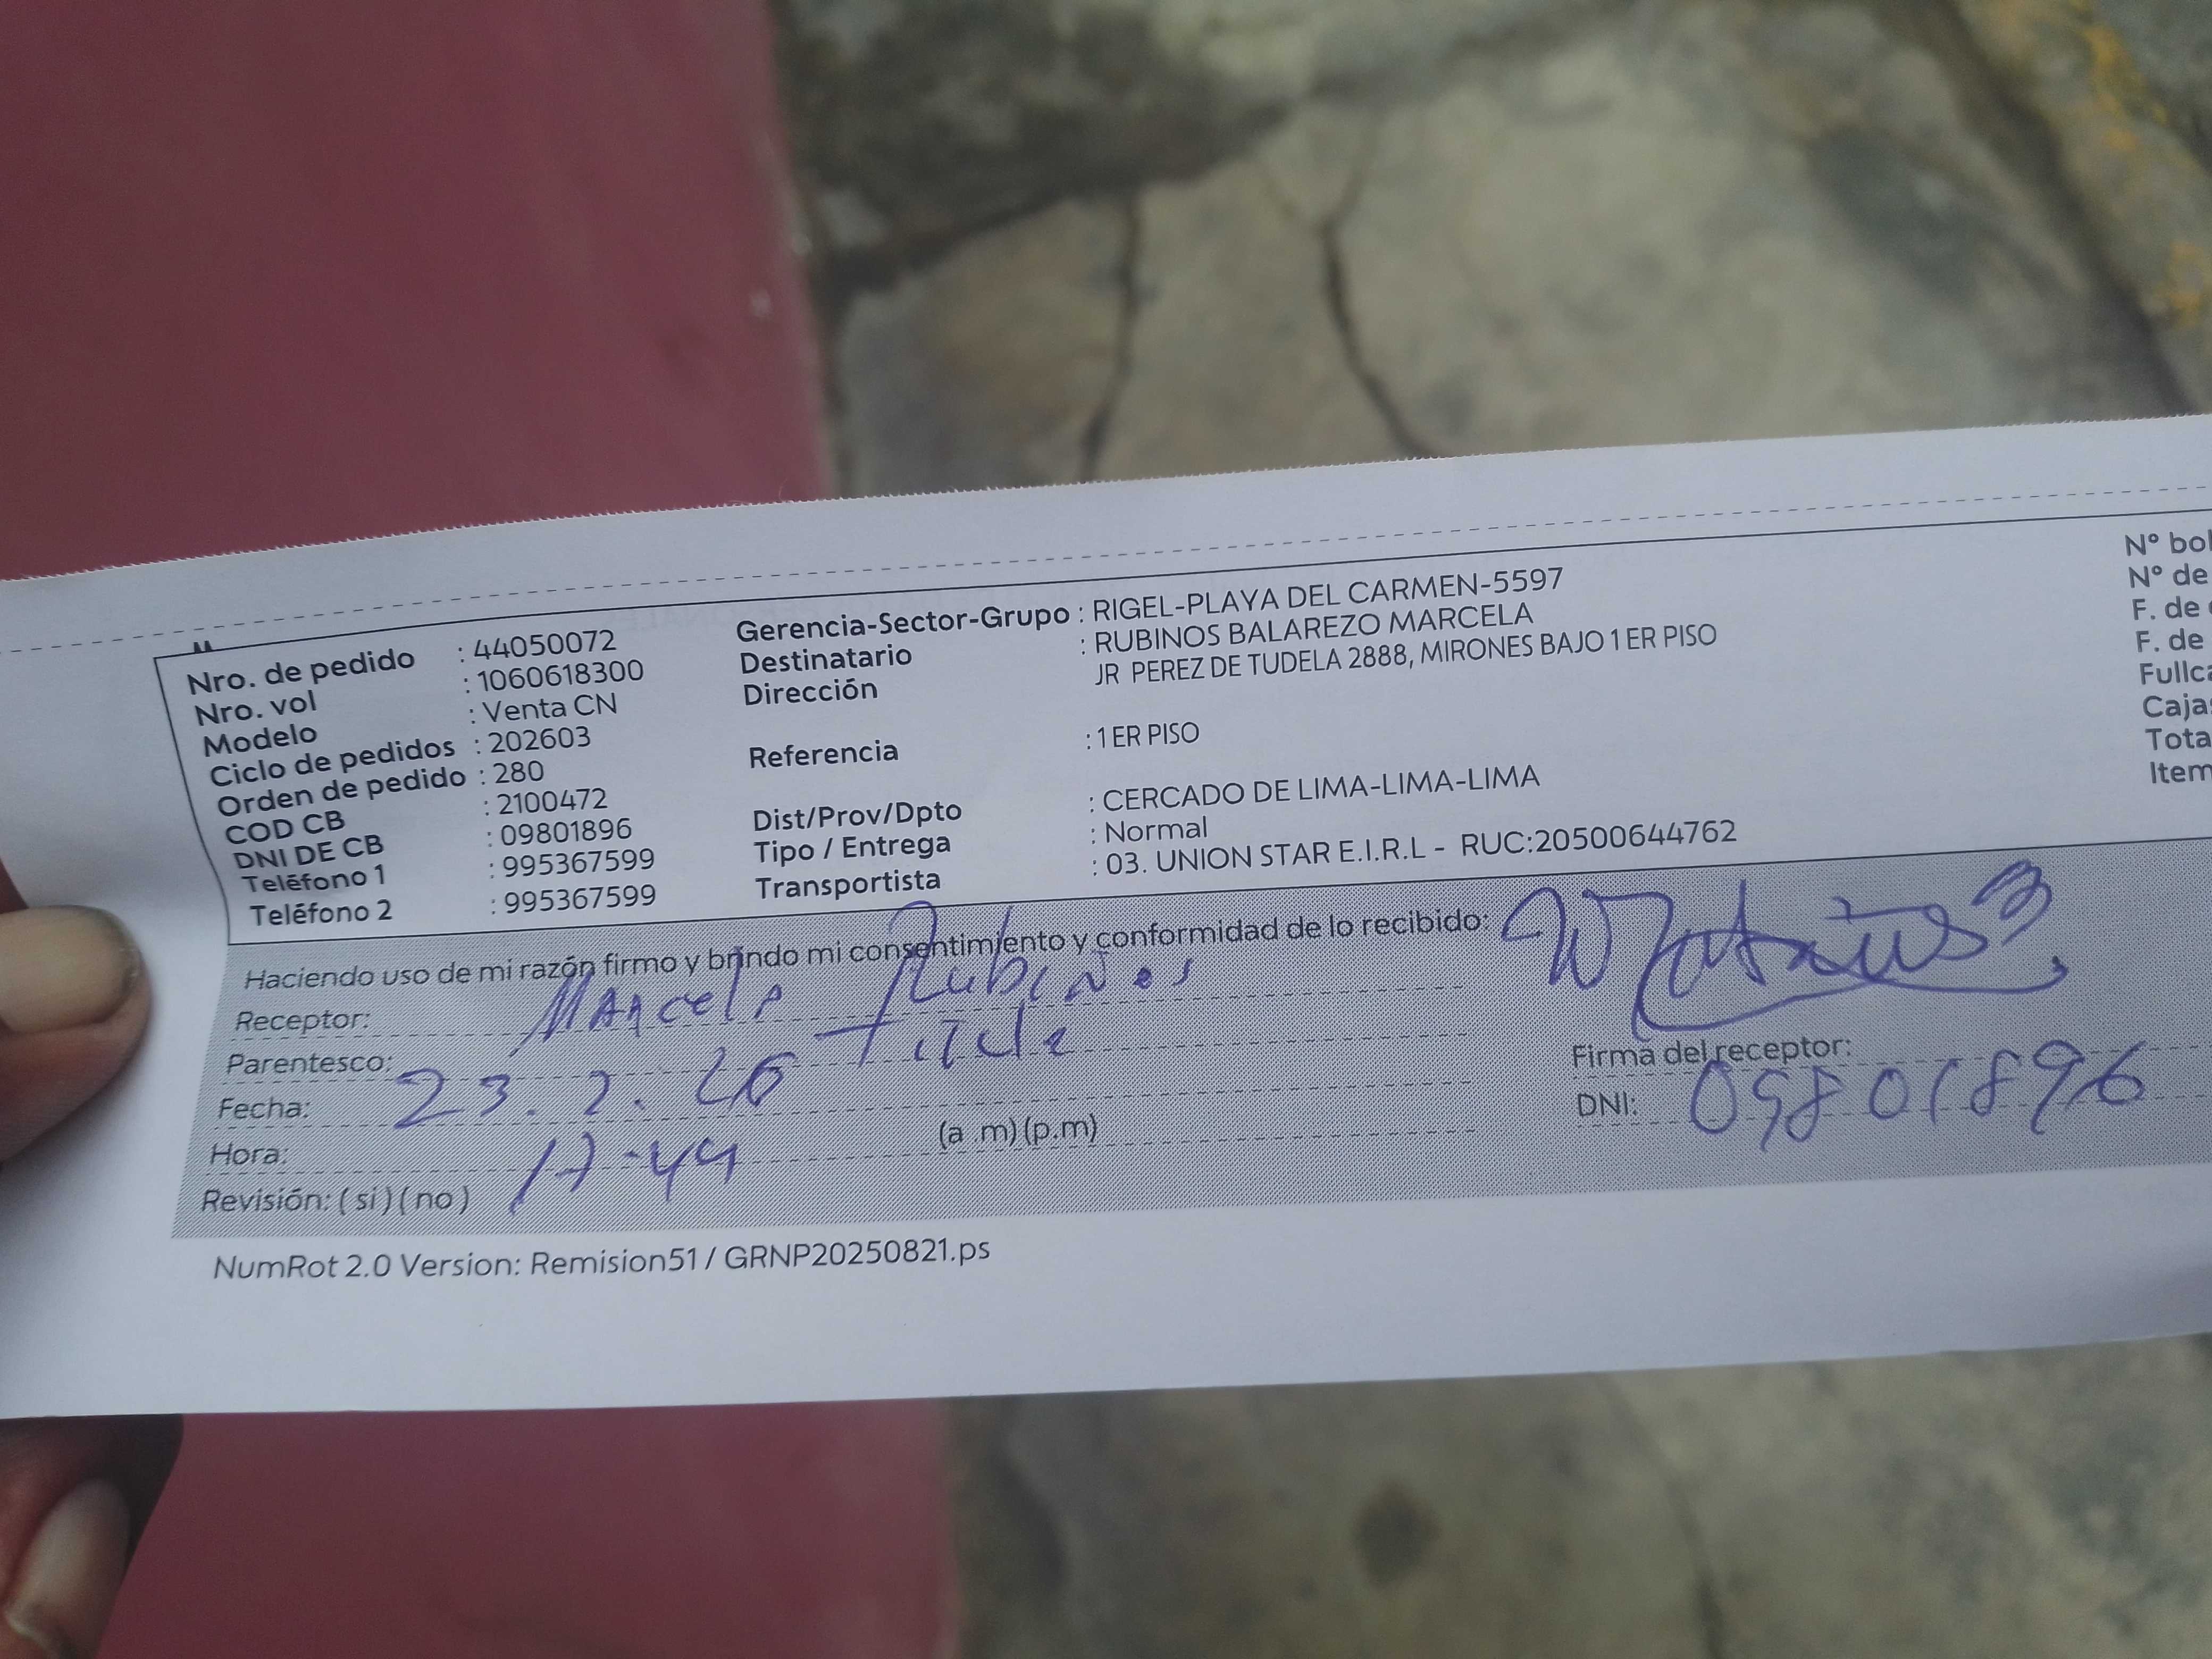 Nro. de pedido : 44050072
Nro. vol : 1060618300
Modelo : Venta CN
Ciclo de pedidos : 202603
Orden de pedido : 280
COD CB : 2100472
DNI DE CB : 09801896
Teléfono 1 : 995367599
Teléfono 2 : 995367599
Gerencia-Sector-Grupo : RIGEL-PLAYA DEL CARMEN-5597
Destinatario : RUBINOS BALAREZO MARCELA
Dirección JR PEREZ DE TUDELA 2888, MIRONES BAJO 1 ER PISO
Referencia : 1 ER PISO
Dist/Prov/Dpto : CERCADO DE LIMA-LIMA-LIMA
Tipo / Entrega : Normal
Transportista : 03. UNION STAR E.I.R.L - RUC:20500644762
N° bol
N° de
F. de
F. de
Fullca
Caja
Tota
Item
Haciendo uso de mi razón firmo y brindo mi consentimiento y conformidad de lo recibido:
Receptor: Marcela Rubinos
Parentesco: Titula
Fecha: 23. 2. 26
Hora: 17-44 (a .m) (p.m)
Revisión: ( si ) ( no )
Firma del receptor:
DNI: 09801896
NumRot 2.0 Version: Remision51 / GRNP20250821.ps